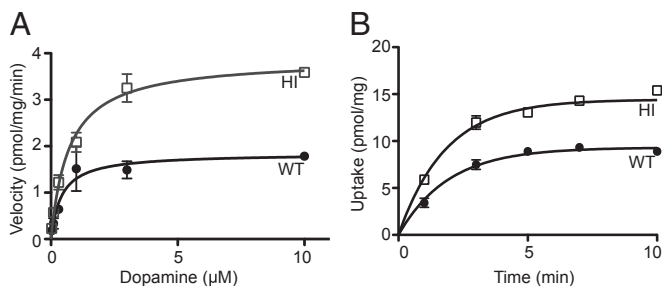 A
Velocity (pmol/mg/min)
4
3
2
1
0
HI
WT
0
5
10
Dopamine (µM)
B
Uptake (pmol/mg)
20
15
10
5
0
HI
WT
0
5
10
Time (min)